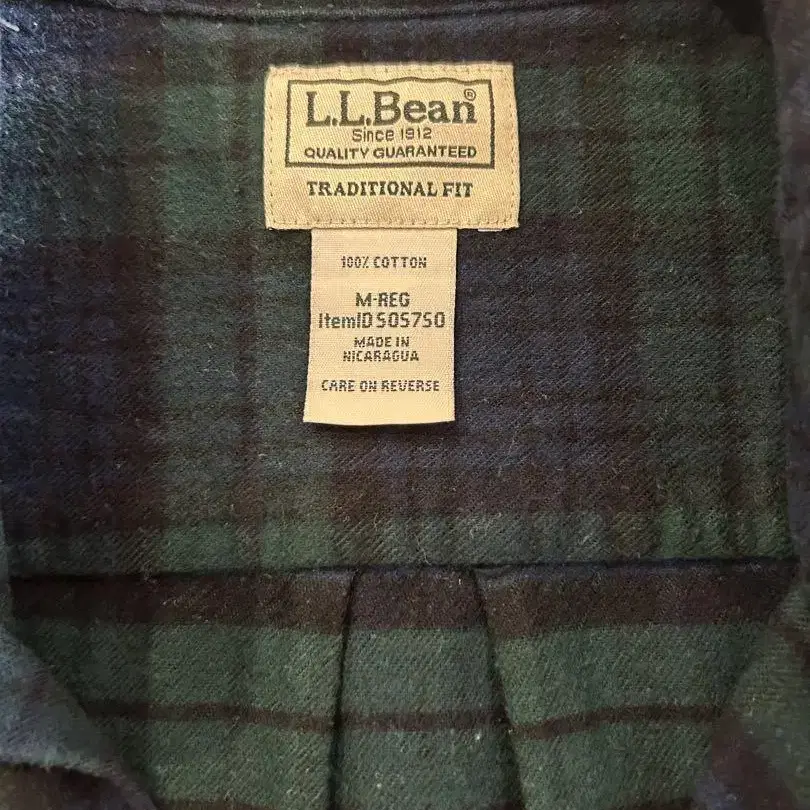 L.L.Bean®
Since 1912
QUALITY GUARANTEED
TRADITIONAL FIT
100% COTTON
M-REG
ItemID 505750
MADE IN
NICARAGUA
CARE ON REVERSE